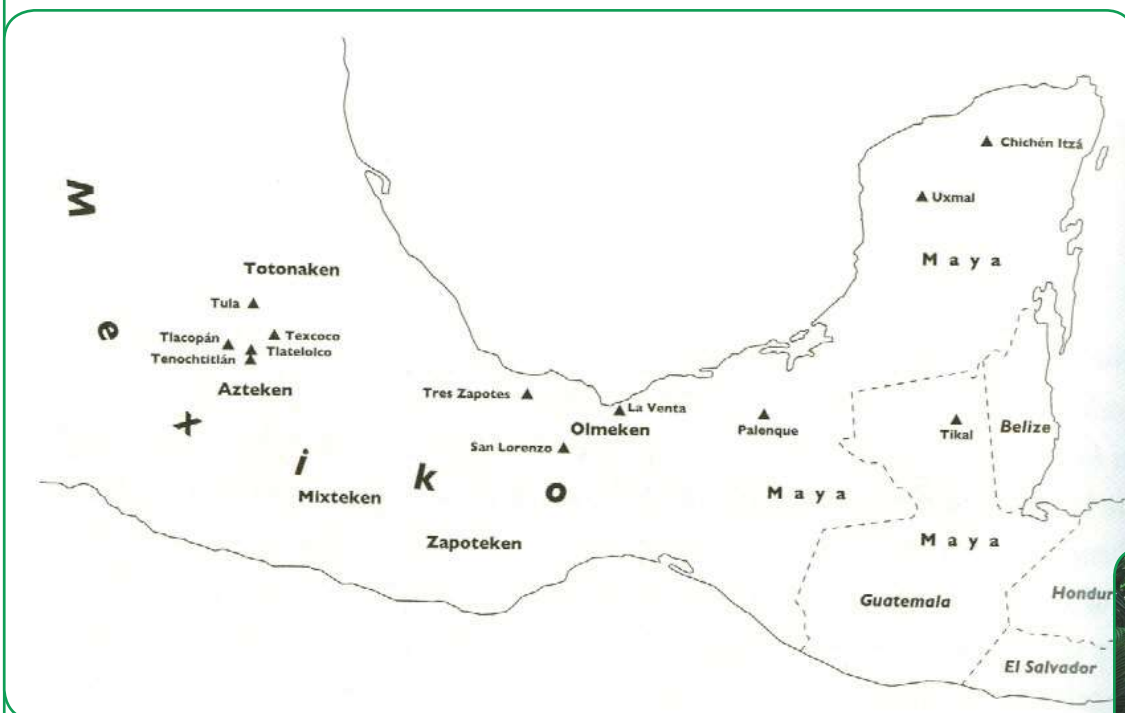 Mexiko
Chichén Itzá
Uxmal
Maya
Totonaken
Tula
Texcoco
Tlacopán
Tlatelolco
Tenochtitlán
Azteken
Tres Zapotes
La Venta
Olmeken
San Lorenzo
Palenque
Tikal
Belize
Mixteken
Maya
Zapoteken
Maya
Guatemala
Hondur
El Salvador